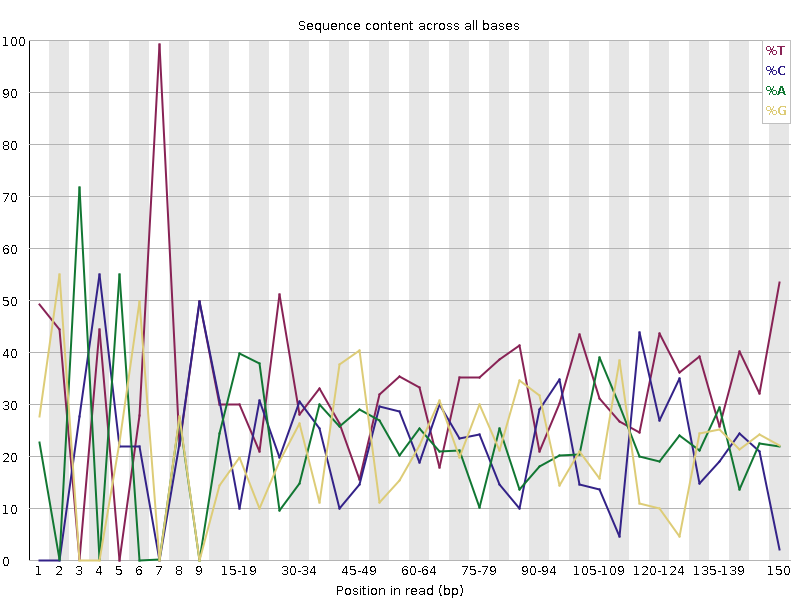 Sequence content across all bases
100
90
80
70
60
50
40
30
20
10
0
%T
%C
%A
%G
1 2 3 4 5 6 7 8 9 15-19 30-34 45-49 60-64 75-79 90-94 105-109 120-124 135-139 150
Position in read (bp)